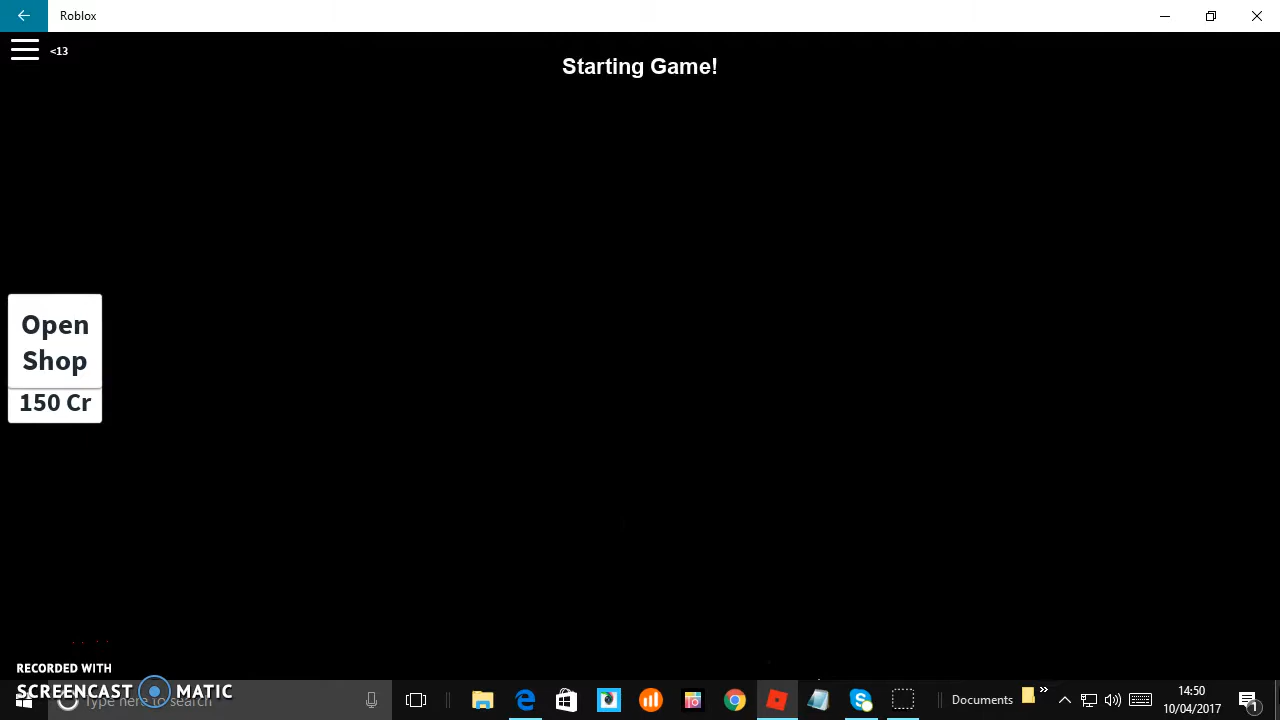 Roblox
<13
Starting Game!
Open
Shop
150 Cr
RECORDED WITH
SCREENCAST MATIC
Type here to search
Documents
14:50
10/04/2017
1